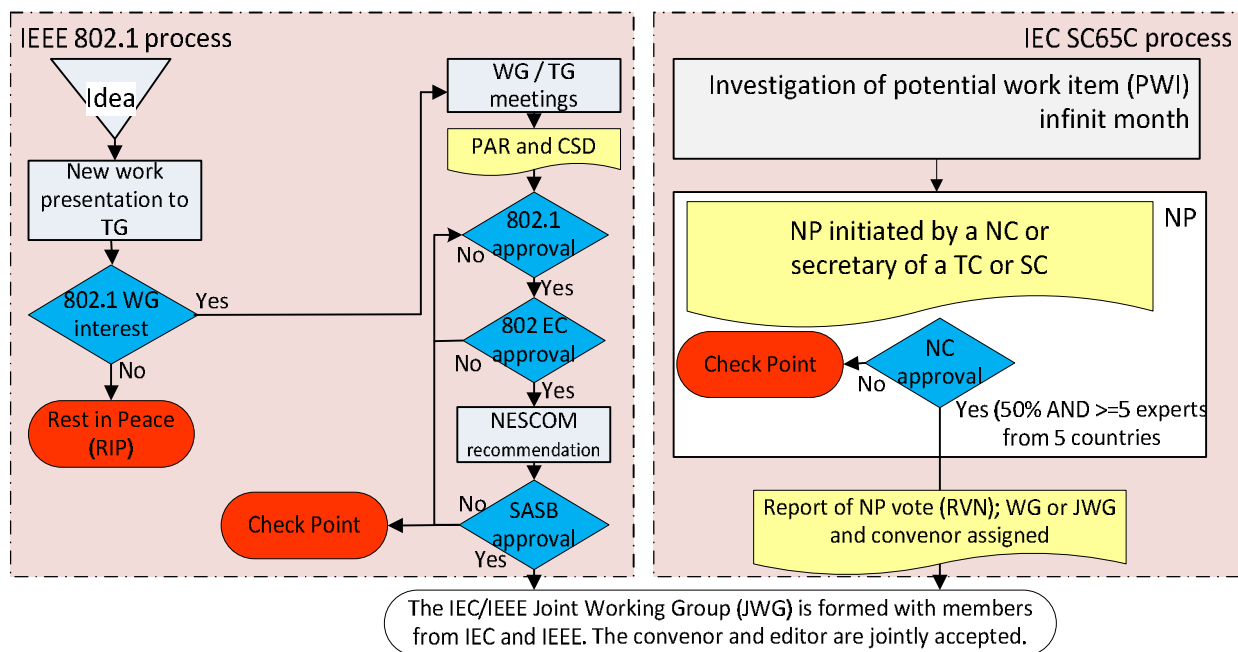 IEEE 802.1 process
Idea
New work
presentation to
TG
802.1 WG
interest
Yes
No
Rest in Peace
(RIP)
WG / TG
meetings
PAR and CSD
802.1
approval
No
Yes
802 EC
approval
No
Yes
NESCOM
recommendation
No
SASB
approval
Yes
Check Point
IEC SC65C process
Investigation of potential work item (PWI)
infinit month
NP
NP initiated by a NC or
secretary of a TC or SC
Check Point
NC
approval
No
Yes (50% AND >=5 experts
from 5 countries
Report of NP vote (RVN); WG or JWG
and convenor assigned
The IEC/IEEE Joint Working Group (JWG) is formed with members
from IEC and IEEE. The convenor and editor are jointly accepted.